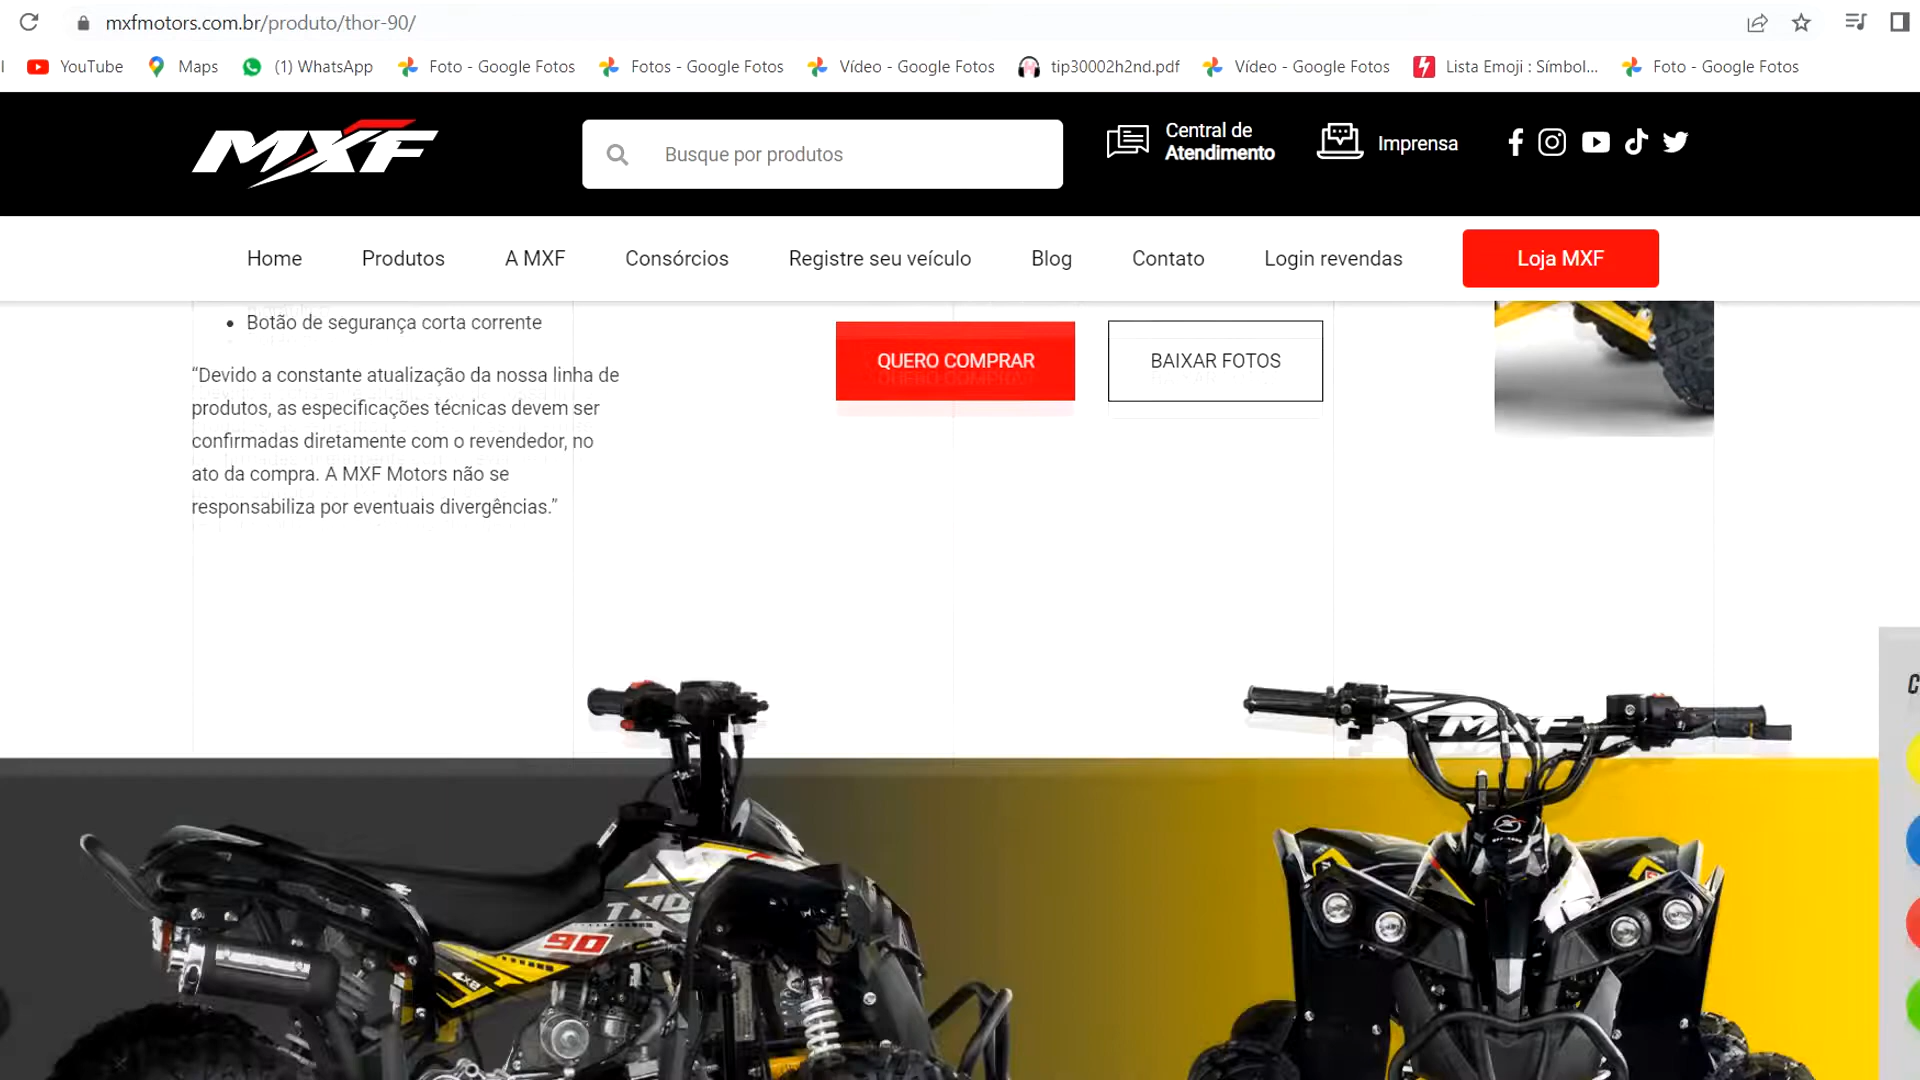 mxfmotors.com.br/produto/thor-90/
YouTube
Maps
(1) WhatsApp
Foto - Google Fotos
Fotos - Google Fotos
Vídeo - Google Fotos
tip30002h2nd.pdf
Vídeo - Google Fotos
Lista Emoji : Símbol...
Foto - Google Fotos
MXF
Busque por produtos
Central de
Atendimento
Imprensa
Home
Produtos
A MXF
Consórcios
Registre seu veículo
Blog
Contato
Login revendas
Loja MXF
Botão de segurança corta corrente
“Devido a constante atualização da nossa linha de
produtos, as especificações técnicas devem ser
confirmadas diretamente com o revendedor, no
ato da compra. A MXF Motors não se
responsabiliza por eventuais divergências.”
QUERO COMPRAR
BAIXAR FOTOS
MXF
90